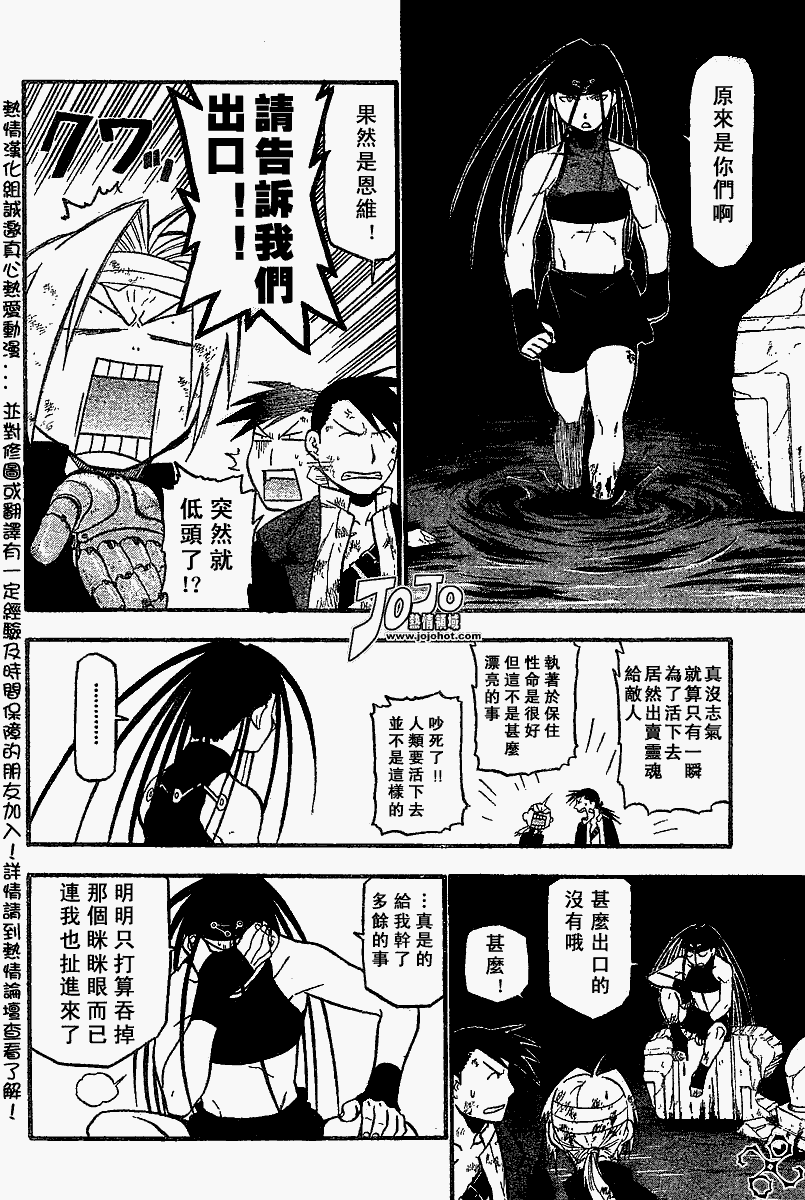 原來是你們啊
果然是恩維！
請告訴我們
出口！！
クワッ
突然就
低頭了！？
JOJO
熱情領域
www.jojohot.com
真沒志氣
就算只有一瞬
為了活下去
居然出賣靈魂
給敵人
執著於保住
性命是很好
但這不是甚麼
漂亮的事
吵死了！！
人類要活下去
並不是這樣的
…………
甚麼出口的
沒有哦
甚麼！
…真是的
給我幹了
多餘的事
明明只打算吞掉
那個眯眯眼而已
連我也扯進來了
熱情漢化組誠邀真心熱愛動漫...並對修圖或翻譯有一定經驗及時間保障的朋友加入！詳情請到熱情論壇查看了解！